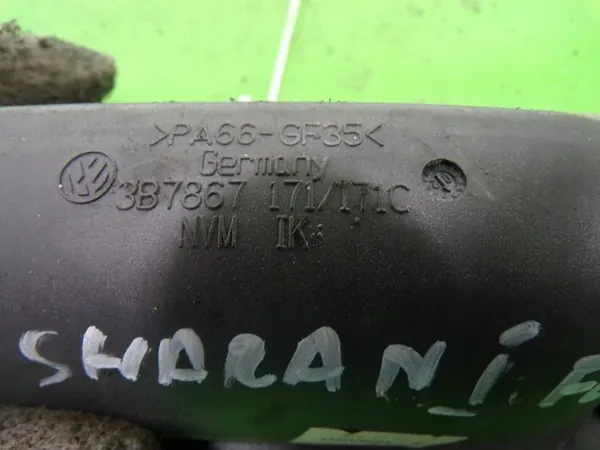 >PA66-GF35<
Germany
3B7867 171/171C
NVM IK
SHARAN I